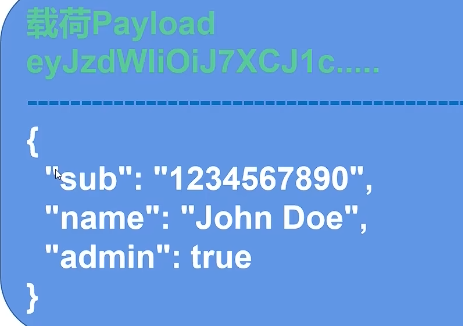 载荷Payload
eyJzdWIiOiJ7XCJ1c.....
{
"sub": "1234567890",
"name": "John Doe",
"admin": true
}